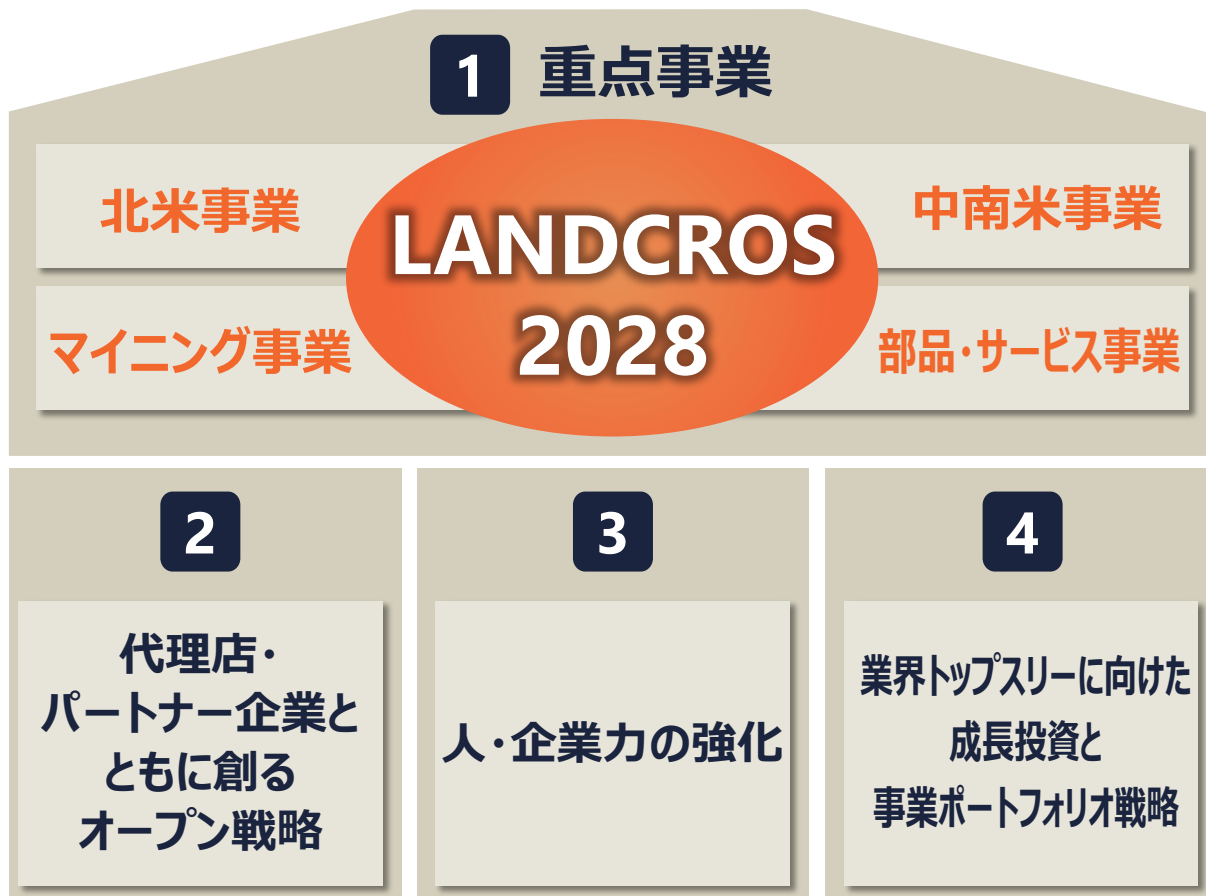 1 重点事業
北米事業
中南米事業
LANDCROS
2028
マイニング事業
部品・サービス事業
2
代理店・
パートナー企業と
ともに創る
オープン戦略
3
人・企業力の強化
4
業界トップスリーに向けた
成長投資と
事業ポートフォリオ戦略